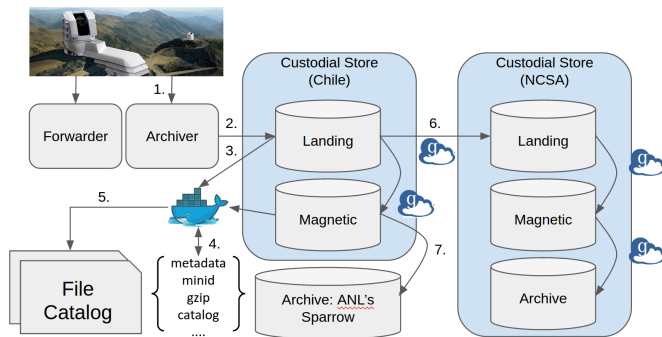 1.
Forwarder
Archiver
2.
3.
Custodial Store
(Chile)
Landing
Magnetic
6.
g
g
Custodial Store
(NCSA)
Landing
Magnetic
Archive
g
g
5.
4.
metadata
minid
gzip
catalog
....
File
Catalog
7.
Archive: ANL's
Sparrow